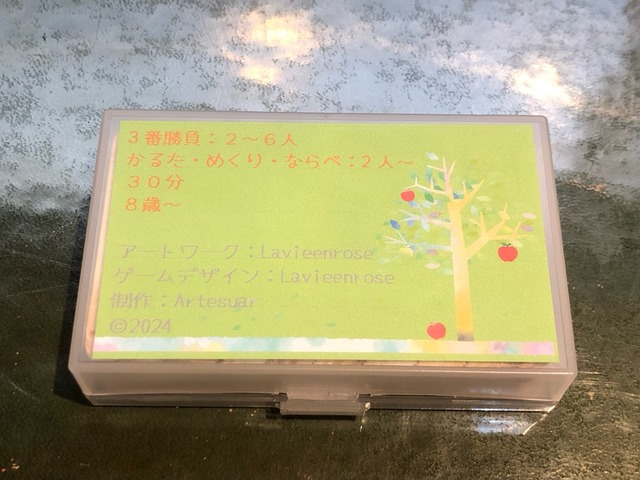 3番勝負：2～6人
かるた・めくり・ならべ：2人～
30分
8歳～
アートワーク：Lavieenrose
ゲームデザイン：Lavieenrose
制作：Artesuar
©2024